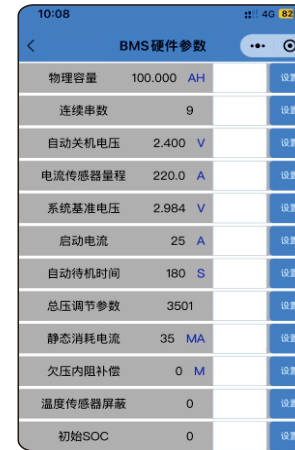 10:08 4G 82
BMS硬件参数
物理容量 100.000 AH 设置
连续串数 9 设置
自动关机电压 2.400 V 设置
电流传感器量程 220.0 A 设置
系统基准电压 2.984 V 设置
启动电流 25 A 设置
自动待机时间 180 S 设置
总压调节参数 3501 设置
静态消耗电流 35 MA 设置
欠压内阻补偿 0 M 设置
温度传感器屏蔽 0 设置
初始SOC 0 设置